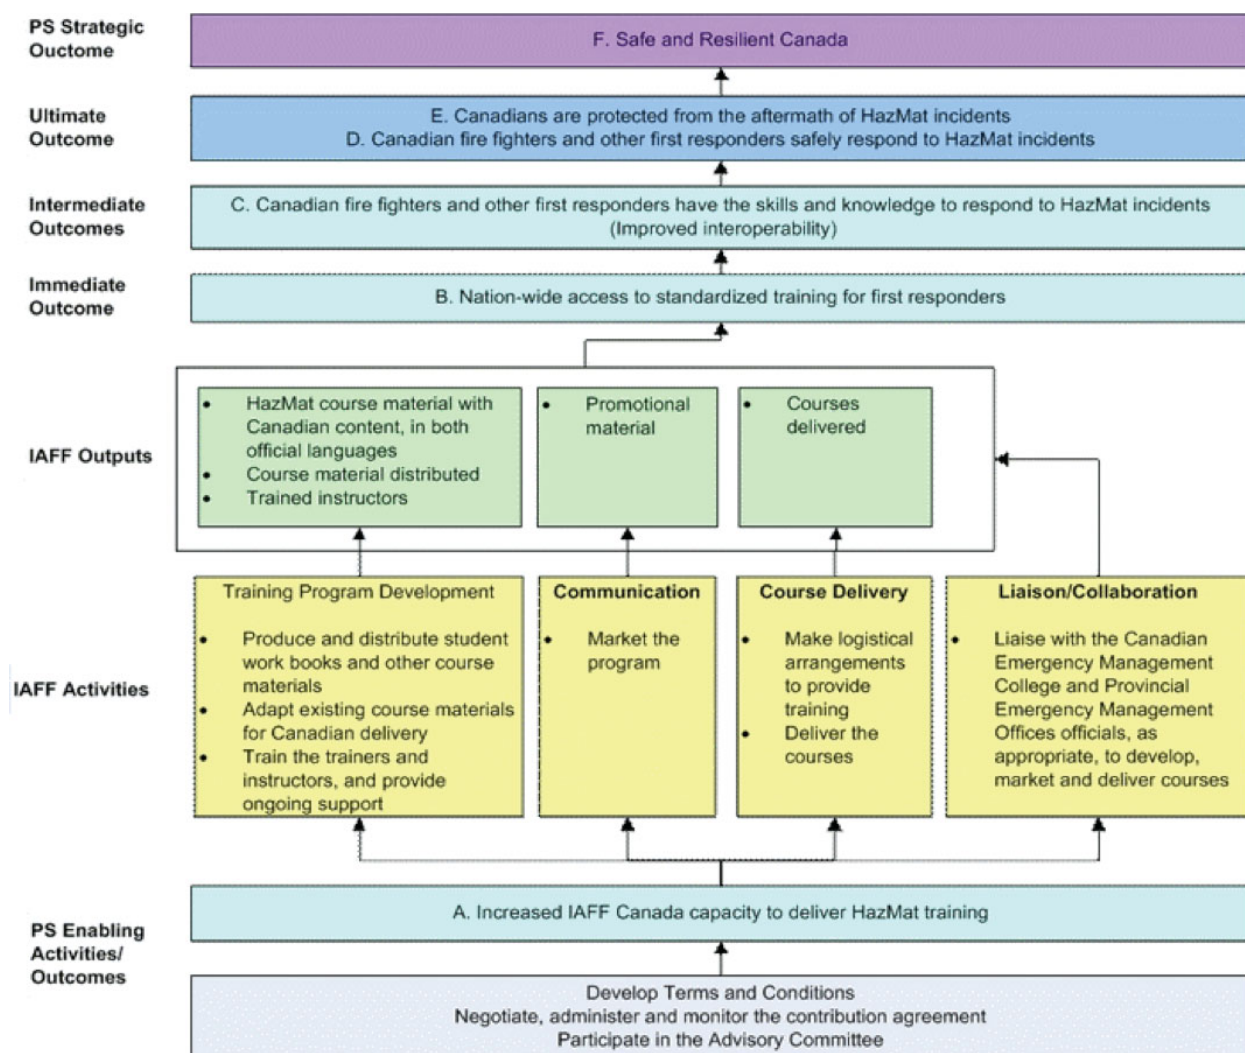 PS Strategic
Ouctome
F. Safe and Resilient Canada
Ultimate
Outcome
E. Canadians are protected from the aftermath of HazMat incidents
D. Canadian fire fighters and other first responders safely respond to HazMat incidents
Intermediate
Outcomes
C. Canadian fire fighters and other first responders have the skills and knowledge to respond to HazMat incidents
(Improved interoperability)
Immediate
Outcome
B. Nation-wide access to standardized training for first responders
IAFF Outputs
• HazMat course material with
Canadian content, in both
official languages
• Course material distributed
• Trained instructors
• Promotional
material
• Courses
delivered
IAFF Activities
Training Program Development
• Produce and distribute student
work books and other course
materials
• Adapt existing course materials
for Canadian delivery
• Train the trainers and
instructors, and provide
ongoing support
Communication
• Market the
program
Course Delivery
• Make logistical
arrangements
to provide
training
• Deliver the
courses
Liaison/Collaboration
• Liaise with the Canadian
Emergency Management
College and Provincial
Emergency Management
Offices officials, as
appropriate, to develop,
market and deliver courses
PS Enabling
Activities/
Outcomes
A. Increased IAFF Canada capacity to deliver HazMat training
Develop Terms and Conditions
Negotiate, administer and monitor the contribution agreement
Participate in the Advisory Committee